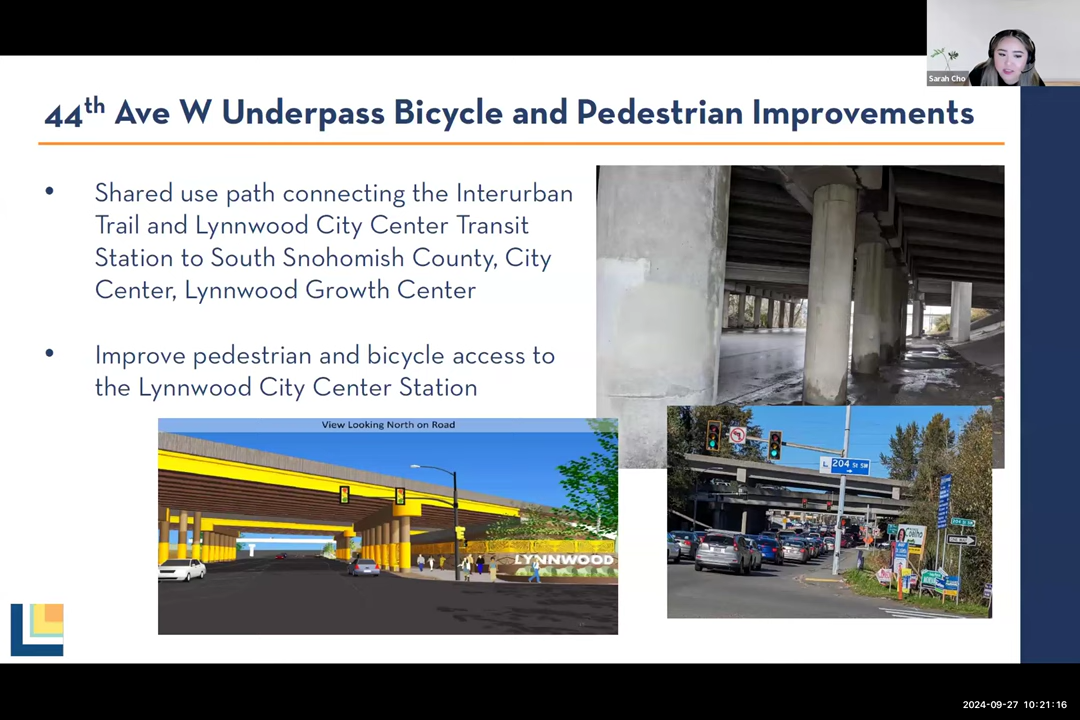 Sarah Cho
44th Ave W Underpass Bicycle and Pedestrian Improvements
• Shared use path connecting the Interurban
Trail and Lynnwood City Center Transit
Station to South Snohomish County, City
Center, Lynnwood Growth Center
• Improve pedestrian and bicycle access to
the Lynnwood City Center Station
View Looking North on Road
LYNNWOOD
204 St SW
Coelho
2024-09-27 10:21:16